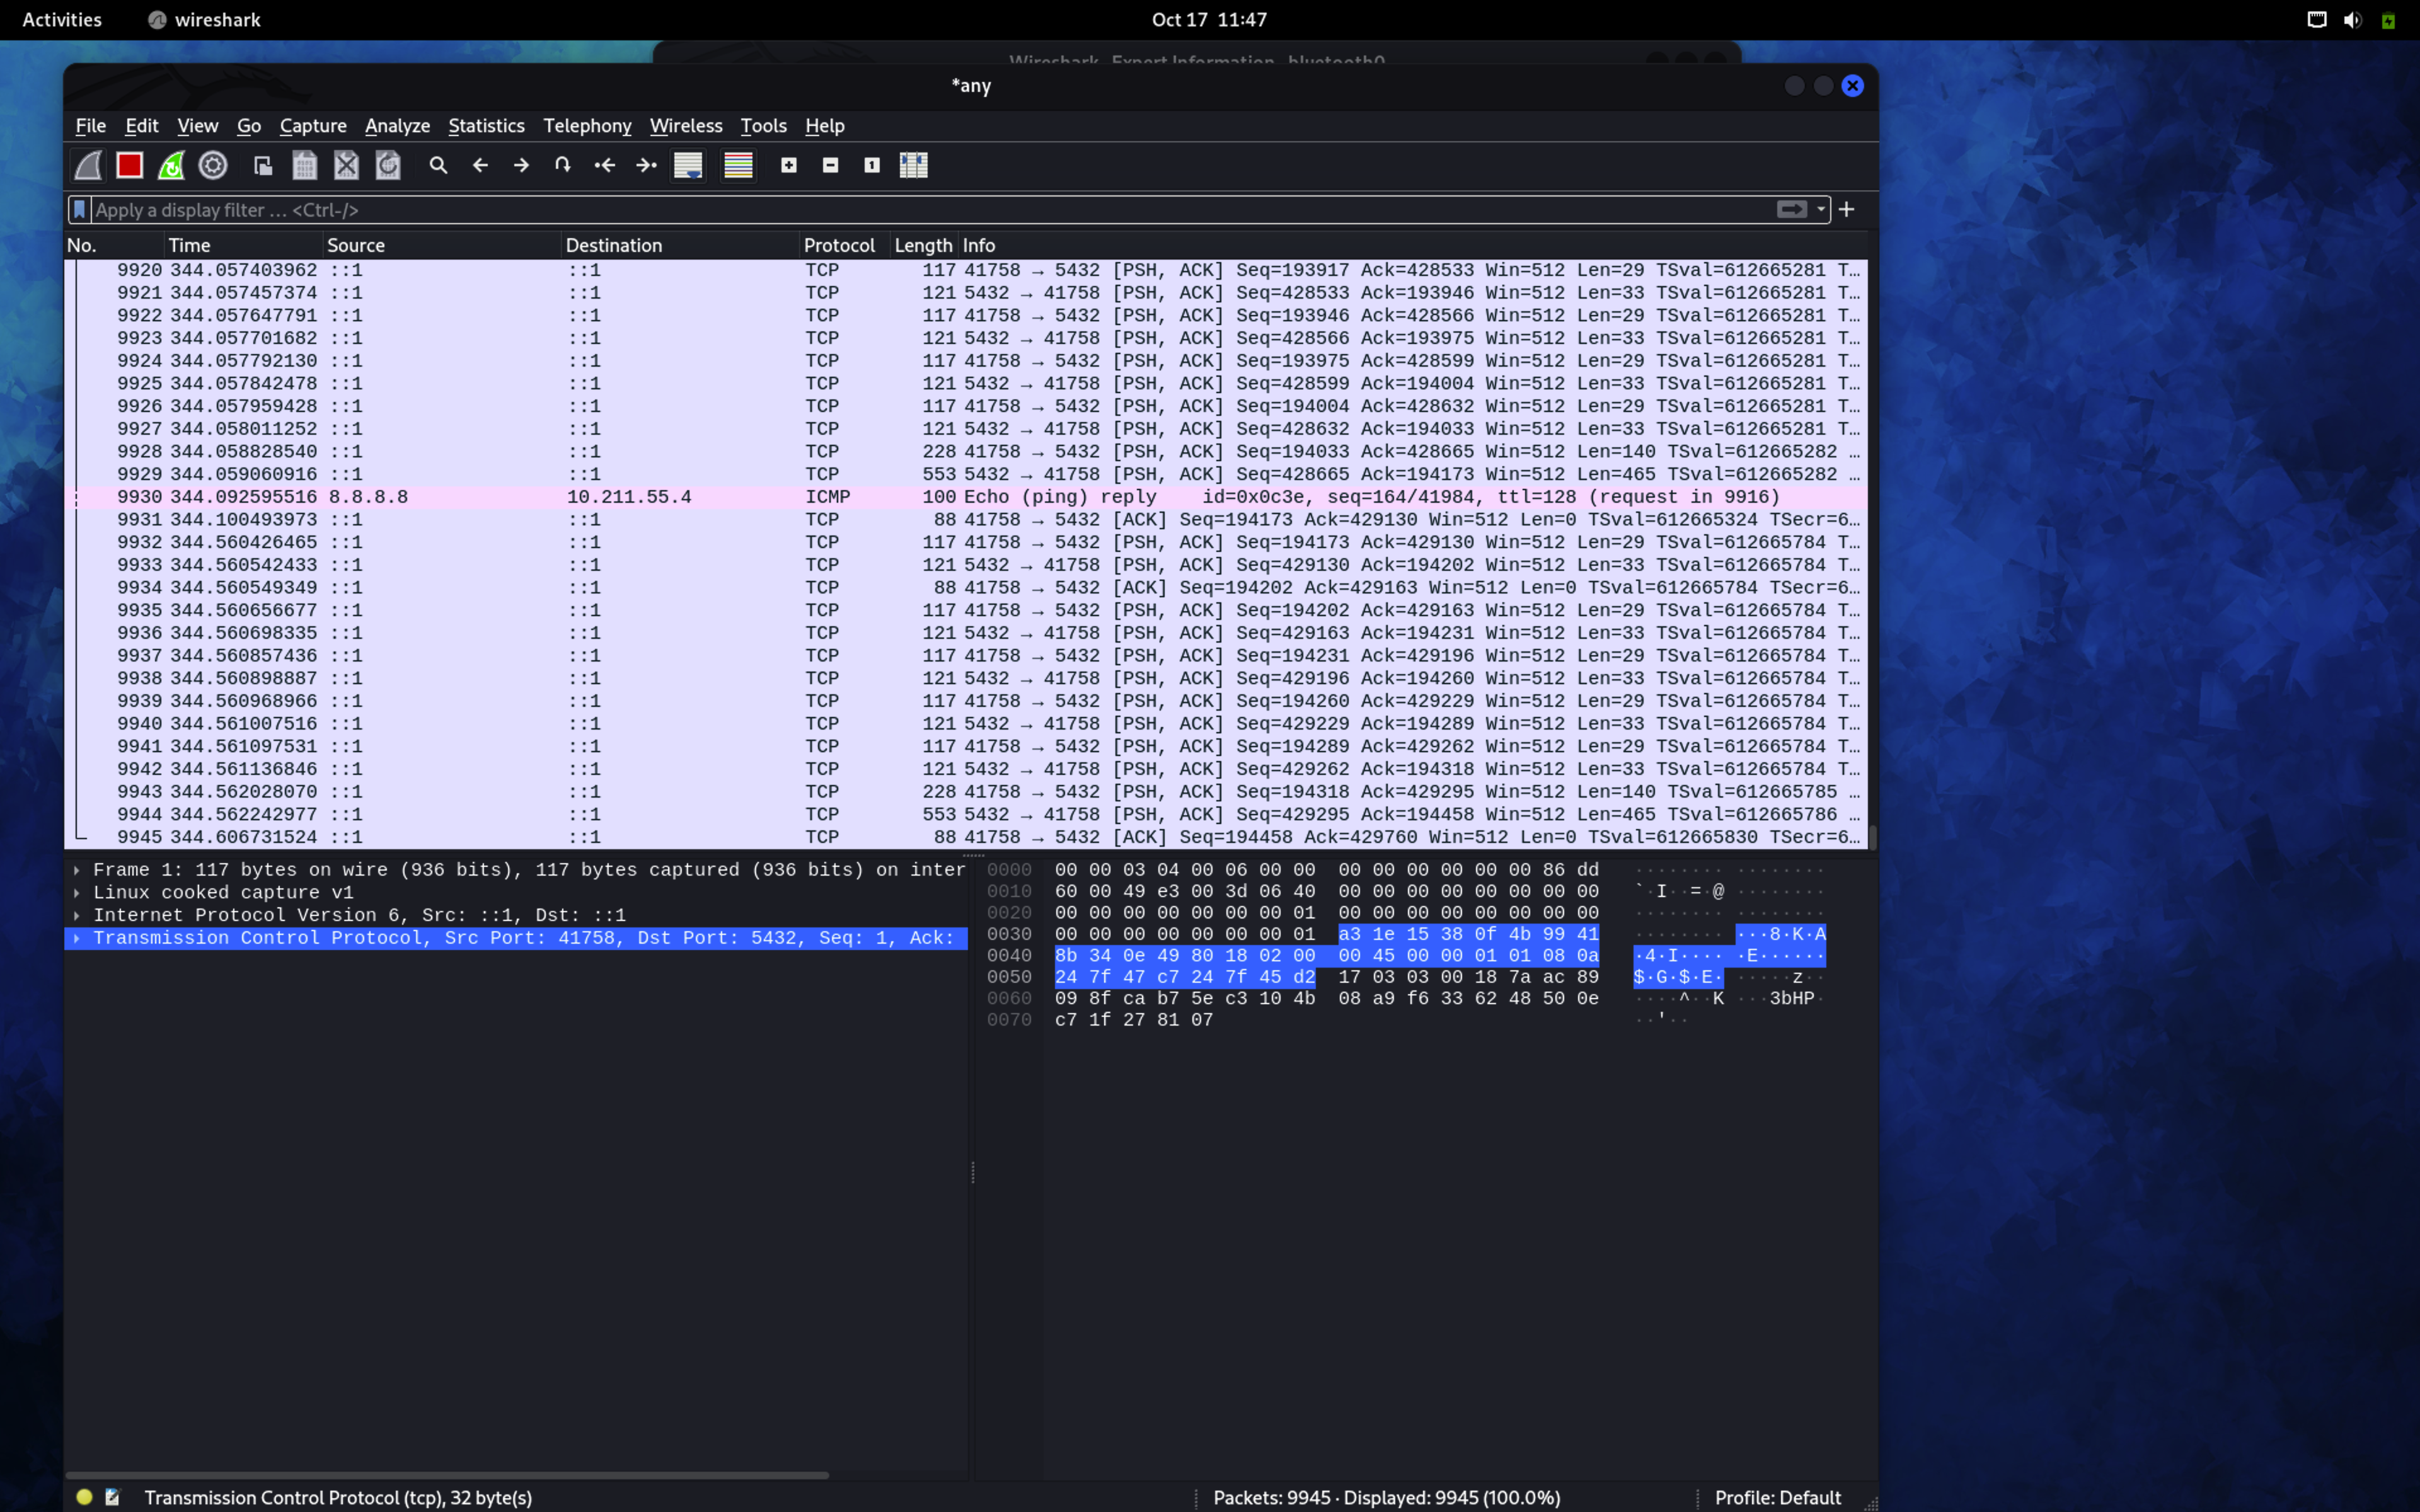 Activities wireshark Oct 17 11:47
Wireshark · Expert Information · bluetooth0
*any
File Edit View Go Capture Analyze Statistics Telephony Wireless Tools Help
Apply a display filter … <Ctrl-/>
No. Time Source Destination Protocol Length Info
9920 344.057403962 ::1 ::1 TCP 117 41758 → 5432 [PSH, ACK] Seq=193917 Ack=428533 Win=512 Len=29 TSval=612665281 T…
9921 344.057457374 ::1 ::1 TCP 121 5432 → 41758 [PSH, ACK] Seq=428533 Ack=193946 Win=512 Len=33 TSval=612665281 T…
9922 344.057647791 ::1 ::1 TCP 117 41758 → 5432 [PSH, ACK] Seq=193946 Ack=428566 Win=512 Len=29 TSval=612665281 T…
9923 344.057701682 ::1 ::1 TCP 121 5432 → 41758 [PSH, ACK] Seq=428566 Ack=193975 Win=512 Len=33 TSval=612665281 T…
9924 344.057792130 ::1 ::1 TCP 117 41758 → 5432 [PSH, ACK] Seq=193975 Ack=428599 Win=512 Len=29 TSval=612665281 T…
9925 344.057842478 ::1 ::1 TCP 121 5432 → 41758 [PSH, ACK] Seq=428599 Ack=194004 Win=512 Len=33 TSval=612665281 T…
9926 344.057959428 ::1 ::1 TCP 117 41758 → 5432 [PSH, ACK] Seq=194004 Ack=428632 Win=512 Len=29 TSval=612665281 T…
9927 344.058011252 ::1 ::1 TCP 121 5432 → 41758 [PSH, ACK] Seq=428632 Ack=194033 Win=512 Len=33 TSval=612665281 T…
9928 344.058828540 ::1 ::1 TCP 228 41758 → 5432 [PSH, ACK] Seq=194033 Ack=428665 Win=512 Len=140 TSval=612665282 …
9929 344.059060916 ::1 ::1 TCP 553 5432 → 41758 [PSH, ACK] Seq=428665 Ack=194173 Win=512 Len=465 TSval=612665282 …
9930 344.092595516 8.8.8.8 10.211.55.4 ICMP 100 Echo (ping) reply id=0x0c3e, seq=164/41984, ttl=128 (request in 9916)
9931 344.100493973 ::1 ::1 TCP 88 41758 → 5432 [ACK] Seq=194173 Ack=429130 Win=512 Len=0 TSval=612665324 TSecr=6…
9932 344.560426465 ::1 ::1 TCP 117 41758 → 5432 [PSH, ACK] Seq=194173 Ack=429130 Win=512 Len=29 TSval=612665784 T…
9933 344.560542433 ::1 ::1 TCP 121 5432 → 41758 [PSH, ACK] Seq=429130 Ack=194202 Win=512 Len=33 TSval=612665784 T…
9934 344.560549349 ::1 ::1 TCP 88 41758 → 5432 [ACK] Seq=194202 Ack=429163 Win=512 Len=0 TSval=612665784 TSecr=6…
9935 344.560656677 ::1 ::1 TCP 117 41758 → 5432 [PSH, ACK] Seq=194202 Ack=429163 Win=512 Len=29 TSval=612665784 T…
9936 344.560698335 ::1 ::1 TCP 121 5432 → 41758 [PSH, ACK] Seq=429163 Ack=194231 Win=512 Len=33 TSval=612665784 T…
9937 344.560857436 ::1 ::1 TCP 117 41758 → 5432 [PSH, ACK] Seq=194231 Ack=429196 Win=512 Len=29 TSval=612665784 T…
9938 344.560898887 ::1 ::1 TCP 121 5432 → 41758 [PSH, ACK] Seq=429196 Ack=194260 Win=512 Len=33 TSval=612665784 T…
9939 344.560968966 ::1 ::1 TCP 117 41758 → 5432 [PSH, ACK] Seq=194260 Ack=429229 Win=512 Len=29 TSval=612665784 T…
9940 344.561007516 ::1 ::1 TCP 121 5432 → 41758 [PSH, ACK] Seq=429229 Ack=194289 Win=512 Len=33 TSval=612665784 T…
9941 344.561097531 ::1 ::1 TCP 117 41758 → 5432 [PSH, ACK] Seq=194289 Ack=429262 Win=512 Len=29 TSval=612665784 T…
9942 344.561136846 ::1 ::1 TCP 121 5432 → 41758 [PSH, ACK] Seq=429262 Ack=194318 Win=512 Len=33 TSval=612665784 T…
9943 344.562028070 ::1 ::1 TCP 228 41758 → 5432 [PSH, ACK] Seq=194318 Ack=429295 Win=512 Len=140 TSval=612665785 …
9944 344.562242977 ::1 ::1 TCP 553 5432 → 41758 [PSH, ACK] Seq=429295 Ack=194458 Win=512 Len=465 TSval=612665786 …
9945 344.606731524 ::1 ::1 TCP 88 41758 → 5432 [ACK] Seq=194458 Ack=429760 Win=512 Len=0 TSval=612665830 TSecr=6…
Frame 1: 117 bytes on wire (936 bits), 117 bytes captured (936 bits) on inter
Linux cooked capture v1
Internet Protocol Version 6, Src: ::1, Dst: ::1
Transmission Control Protocol, Src Port: 41758, Dst Port: 5432, Seq: 1, Ack:
0000 00 00 03 04 00 06 00 00 00 00 00 00 00 00 86 dd ········ ········
0010 60 00 49 e3 00 3d 06 40 00 00 00 00 00 00 00 00 `·I··=·@ ········
0020 00 00 00 00 00 00 00 01 00 00 00 00 00 00 00 00 ········ ········
0030 00 00 00 00 00 00 00 01 a3 1e 15 38 0f 4b 99 41 ········ ···8·K·A
0040 8b 34 0e 49 80 18 02 00 00 45 00 00 01 01 08 0a ·4·I···· ·E······
0050 24 7f 47 c7 24 7f 45 d2 17 03 03 00 18 7a ac 89 $·G·$·E· ·····z··
0060 09 8f ca b7 5e c3 10 4b 08 a9 f6 33 62 48 50 0e ····^··K ···3bHP·
0070 c7 1f 27 81 07 ··'··
Transmission Control Protocol (tcp), 32 byte(s) Packets: 9945 · Displayed: 9945 (100.0%) Profile: Default